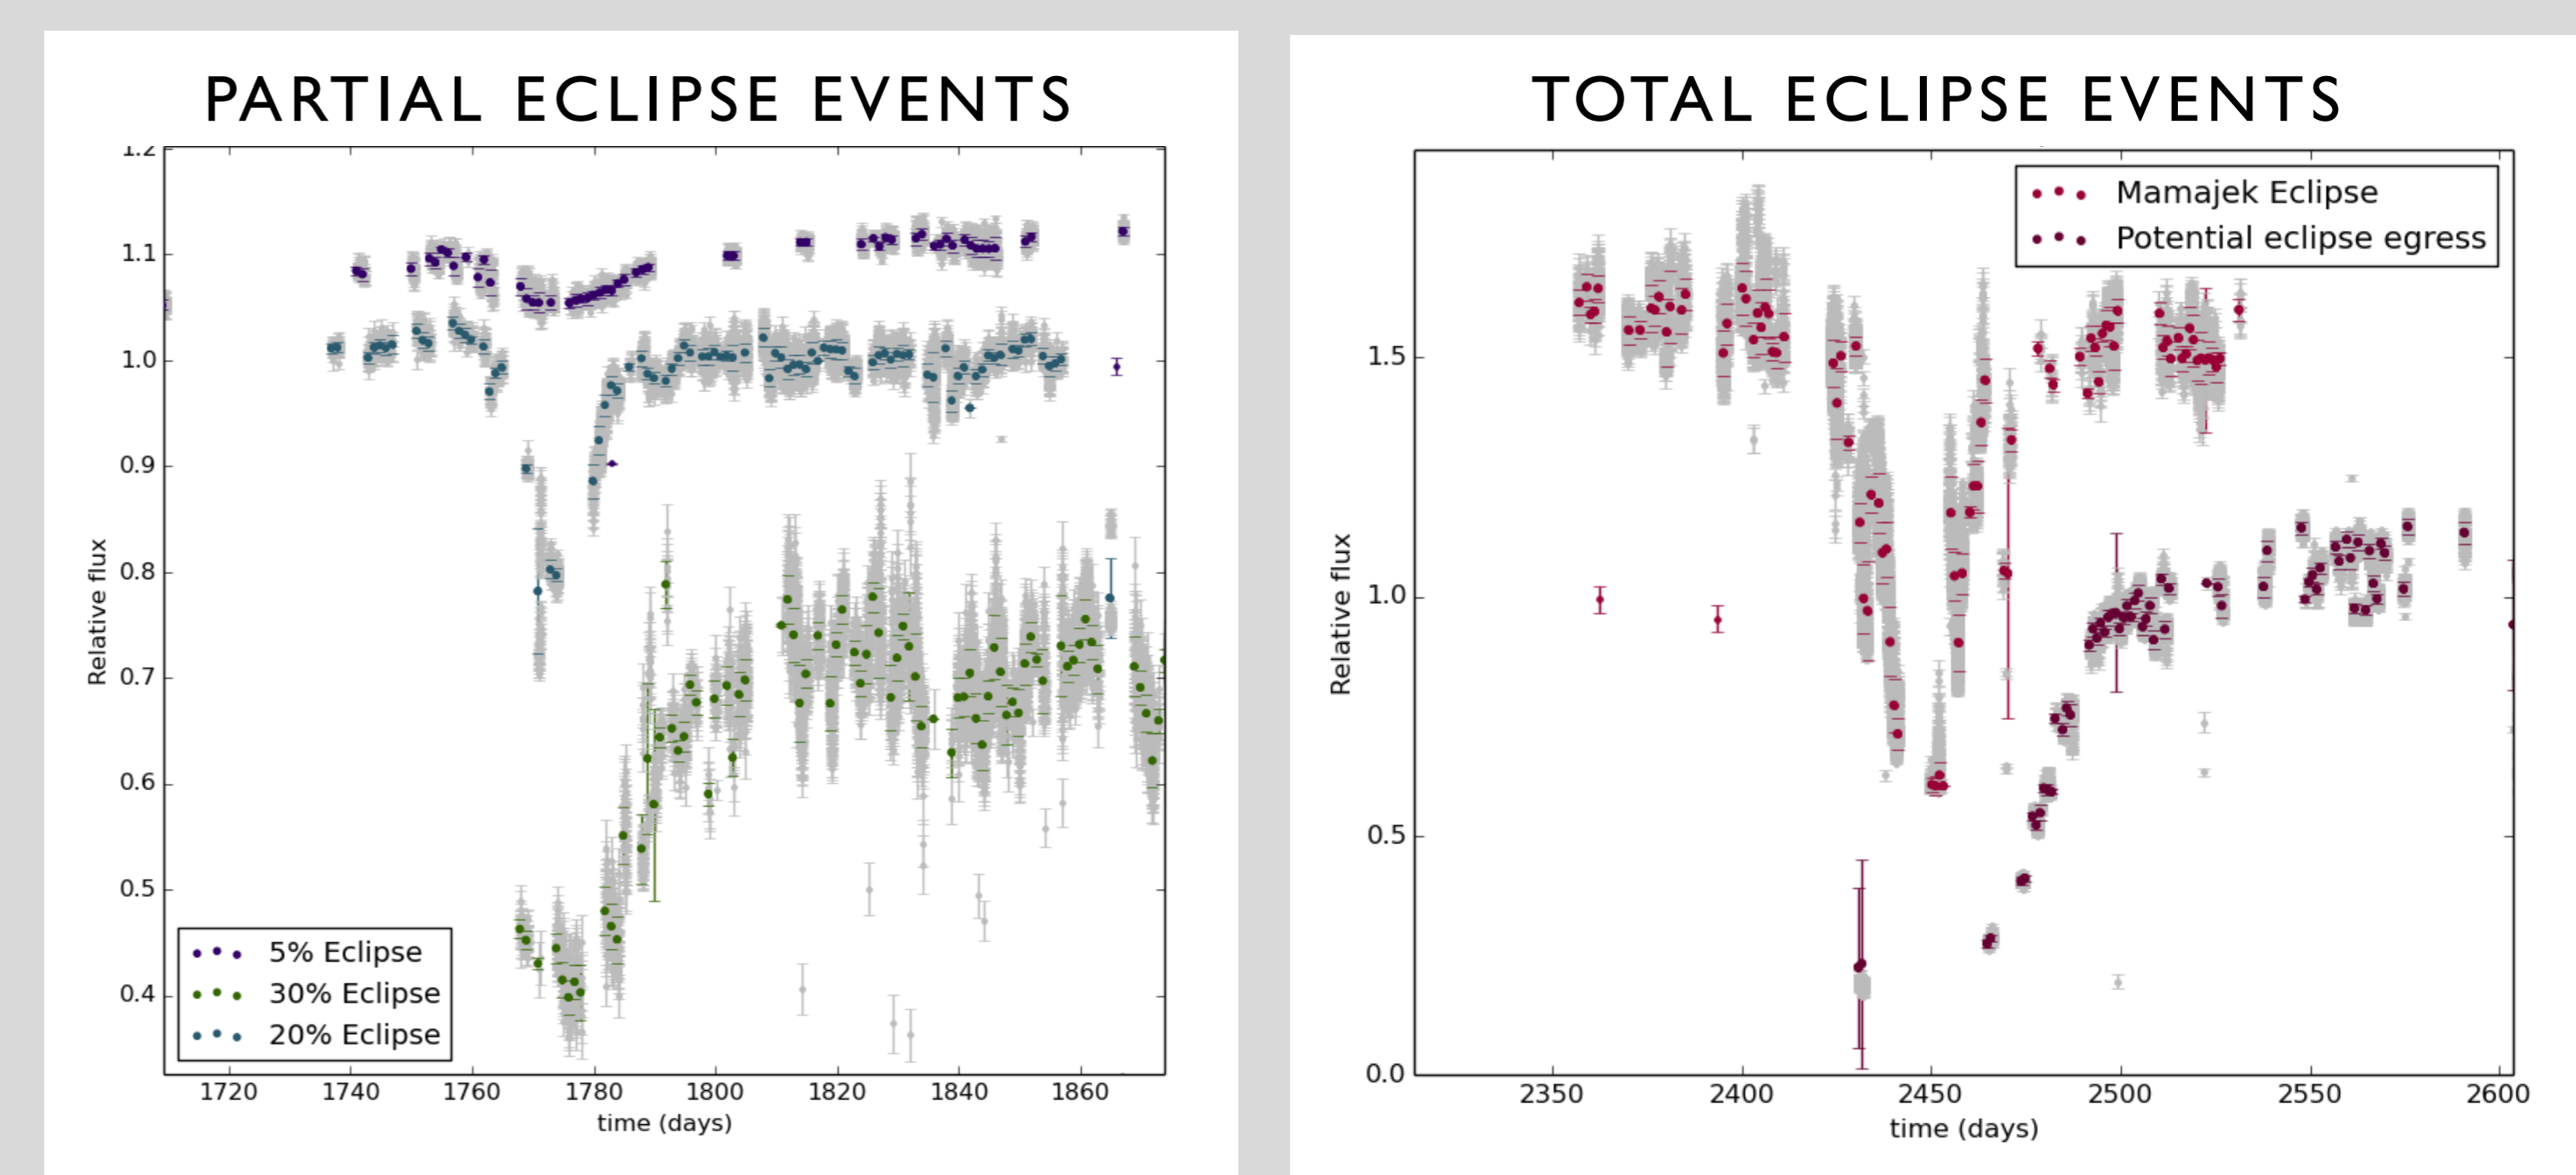 PARTIAL ECLIPSE EVENTS
1.2
1.1
1.0
0.9
0.8
0.7
0.6
0.5
0.4
Relative flux
5% Eclipse
30% Eclipse
20% Eclipse
1720 1740 1760 1780 1800 1820 1840 1860
time (days)
TOTAL ECLIPSE EVENTS
Mamajek Eclipse
Potential eclipse egress
1.5
1.0
0.5
0.0
Relative flux
2350 2400 2450 2500 2550 2600
time (days)